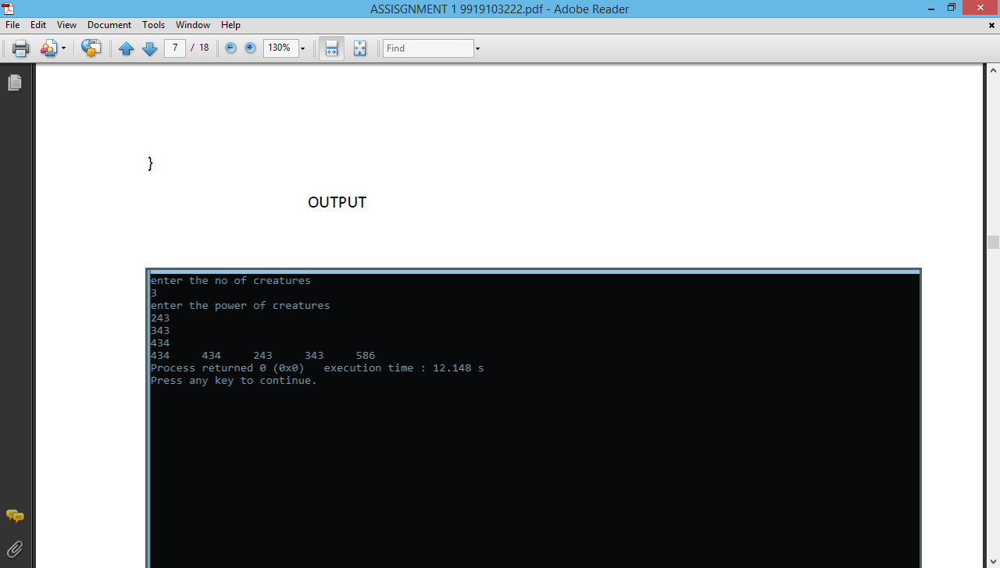 ASSISGNMENT 1 9919103222.pdf - Adobe Reader
File Edit View Document Tools Window Help
7 / 18 130% Find
}
OUTPUT
enter the no of creatures
3
enter the power of creatures
243
343
434
434 434 243 343 586
Process returned 0 (0x0) execution time : 12.148 s
Press any key to continue.